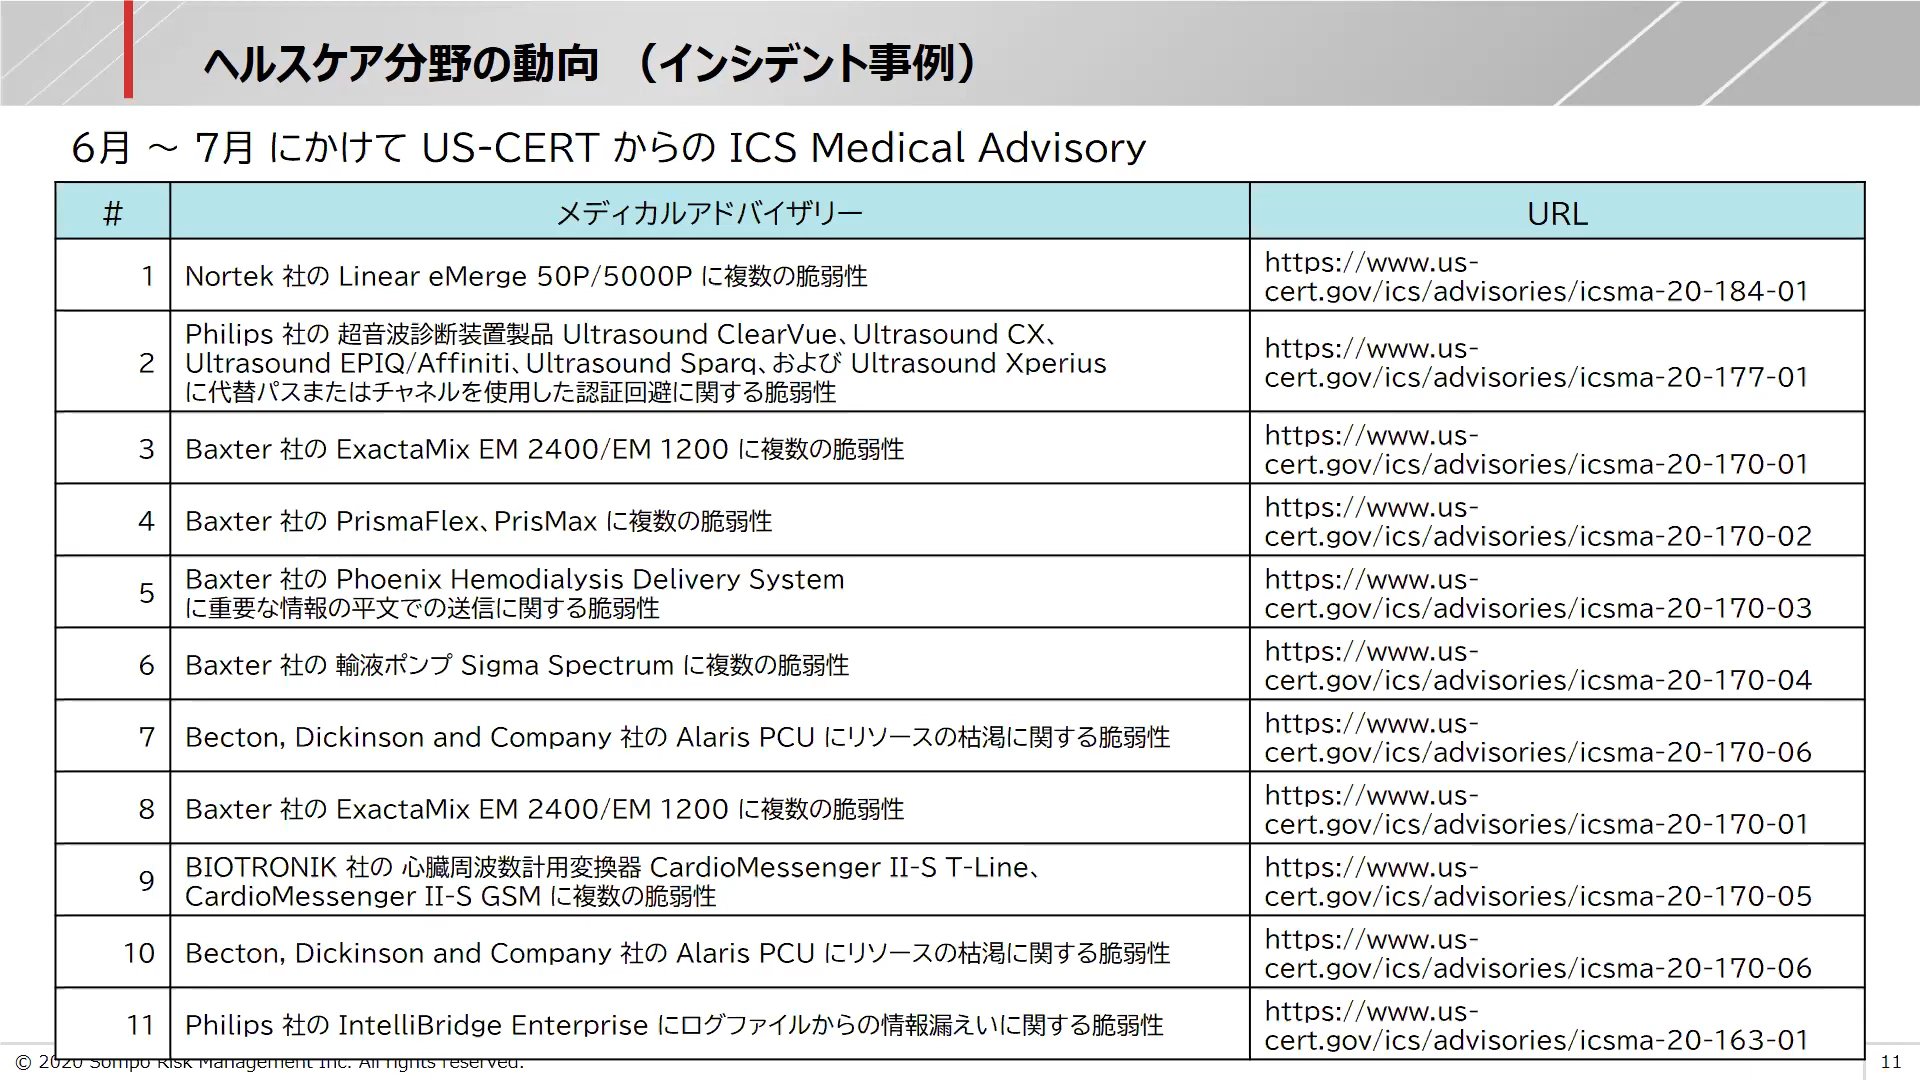 ヘルスケア分野の動向 （インシデント事例）
6月 ～ 7月 にかけて US-CERT からの ICS Medical Advisory
# メディカルアドバイザリー URL
1 Nortek 社の Linear eMerge 50P/5000P に複数の脆弱性 https://www.us-
cert.gov/ics/advisories/icsma-20-184-01
2 Philips 社の 超音波診断装置製品 Ultrasound ClearVue、Ultrasound CX、
Ultrasound EPIQ/Affiniti、Ultrasound Sparq、および Ultrasound Xperius
に代替パスまたはチャネルを使用した認証回避に関する脆弱性
https://www.us-
cert.gov/ics/advisories/icsma-20-177-01
3 Baxter 社の ExactaMix EM 2400/EM 1200 に複数の脆弱性 https://www.us-
cert.gov/ics/advisories/icsma-20-170-01
4 Baxter 社の PrismaFlex、PrisMax に複数の脆弱性 https://www.us-
cert.gov/ics/advisories/icsma-20-170-02
5 Baxter 社の Phoenix Hemodialysis Delivery System
に重要な情報の平文での送信に関する脆弱性
https://www.us-
cert.gov/ics/advisories/icsma-20-170-03
6 Baxter 社の 輸液ポンプ Sigma Spectrum に複数の脆弱性 https://www.us-
cert.gov/ics/advisories/icsma-20-170-04
7 Becton, Dickinson and Company 社の Alaris PCU にリソースの枯渇に関する脆弱性 https://www.us-
cert.gov/ics/advisories/icsma-20-170-06
8 Baxter 社の ExactaMix EM 2400/EM 1200 に複数の脆弱性 https://www.us-
cert.gov/ics/advisories/icsma-20-170-01
9 BIOTRONIK 社の 心臓周波数計用変換器 CardioMessenger II-S T-Line、
CardioMessenger II-S GSM に複数の脆弱性
https://www.us-
cert.gov/ics/advisories/icsma-20-170-05
10 Becton, Dickinson and Company 社の Alaris PCU にリソースの枯渇に関する脆弱性 https://www.us-
cert.gov/ics/advisories/icsma-20-170-06
11 Philips 社の IntelliBridge Enterprise にログファイルからの情報漏えいに関する脆弱性 https://www.us-
cert.gov/ics/advisories/icsma-20-163-01
© 2020 Sompo Risk Management Inc. All rights reserved.
11